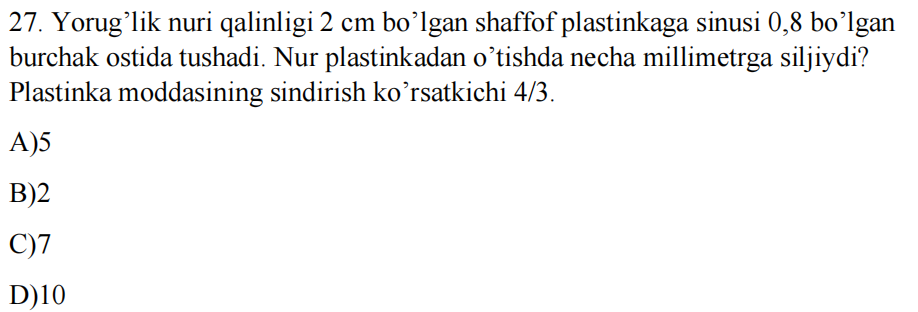 27. Yorug’lik nuri qalinligi 2 cm bo’lgan shaffof plastinkaga sinusi 0,8 bo’lgan
burchak ostida tushadi. Nur plastinkadan o’tishda necha millimetrga siljiydi?
Plastinka moddasining sindirish ko’rsatkichi 4/3.
A)5
B)2
C)7
D)10